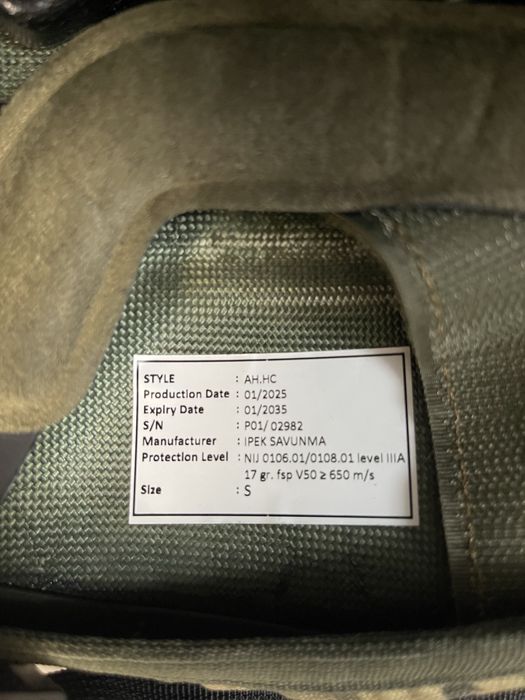 STYLE : AH.HC
Production Date : 01/2025
Expiry Date : 01/2035
S/N : P01/ 02982
Manufacturer : IPEK SAVUNMA
Protection Level : NIJ 0106.01/0108.01 level IIIA
17 gr. fsp V50 ≥ 650 m/s
Size : S